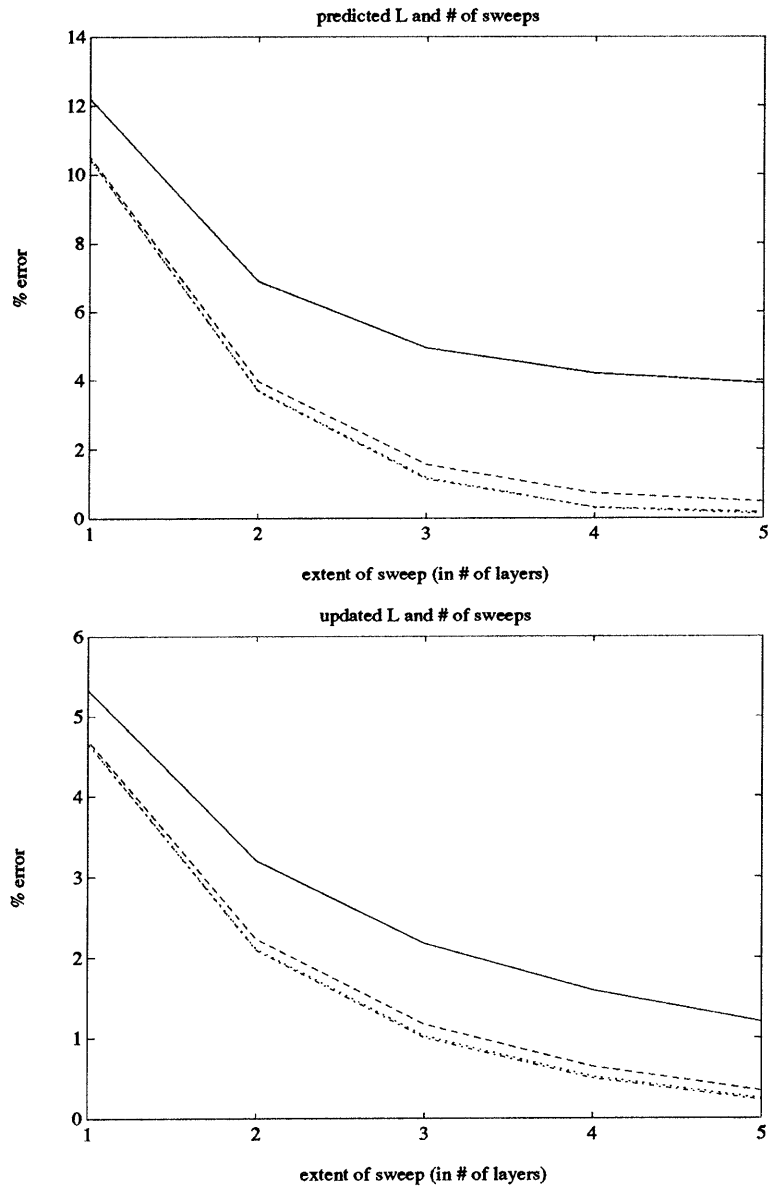 predicted L and # of sweeps
14
12
10
8
6
4
2
0
% error
1 2 3 4 5
extent of sweep (in # of layers)
updated L and # of sweeps
6
5
4
3
2
1
0
% error
1 2 3 4 5
extent of sweep (in # of layers)